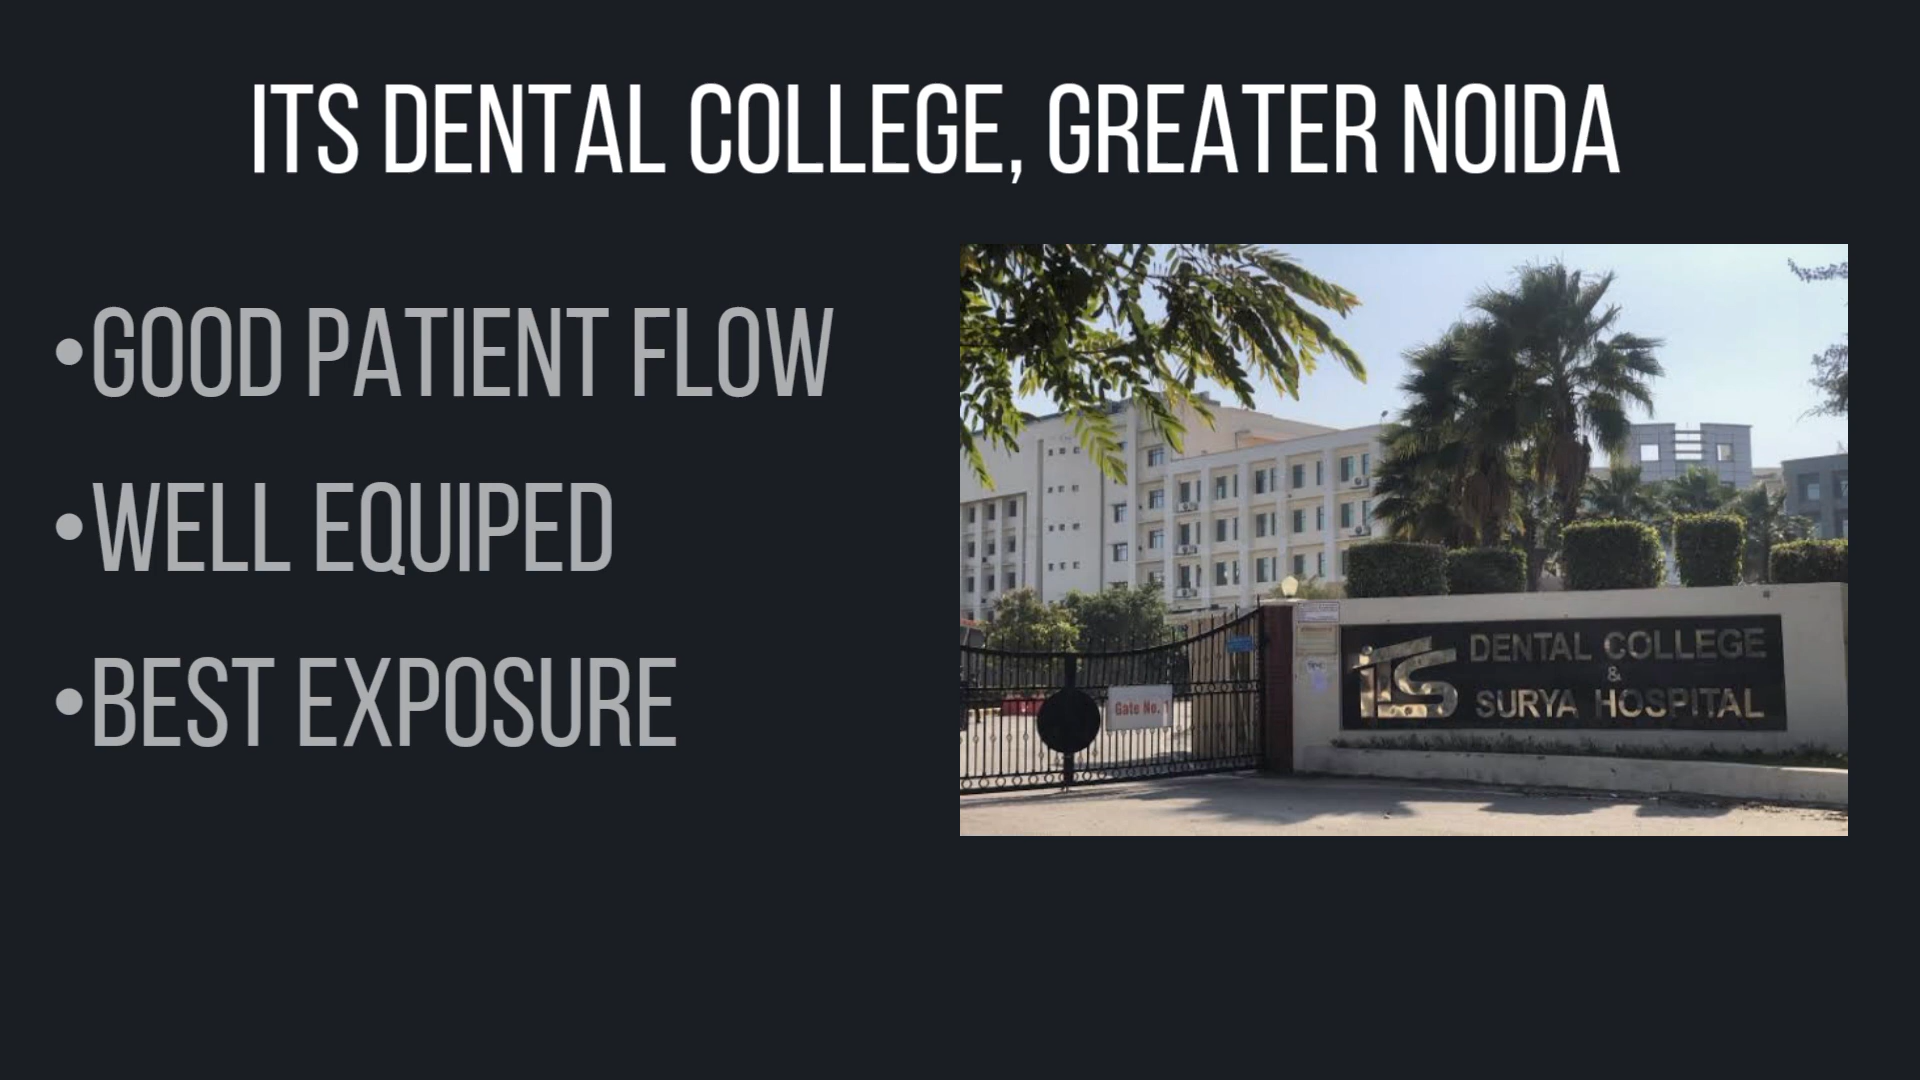 ITS DENTAL COLLEGE, GREATER NOIDA
•GOOD PATIENT FLOW
•WELL EQUIPED
•BEST EXPOSURE
iTS DENTAL COLLEGE
&
SURYA HOSPITAL
Gate No. 1